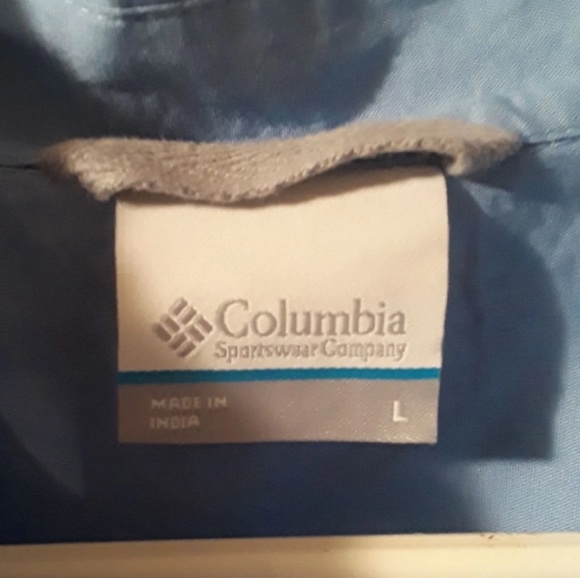 Columbia
Sportswear Company
MADE IN
INDIA
L